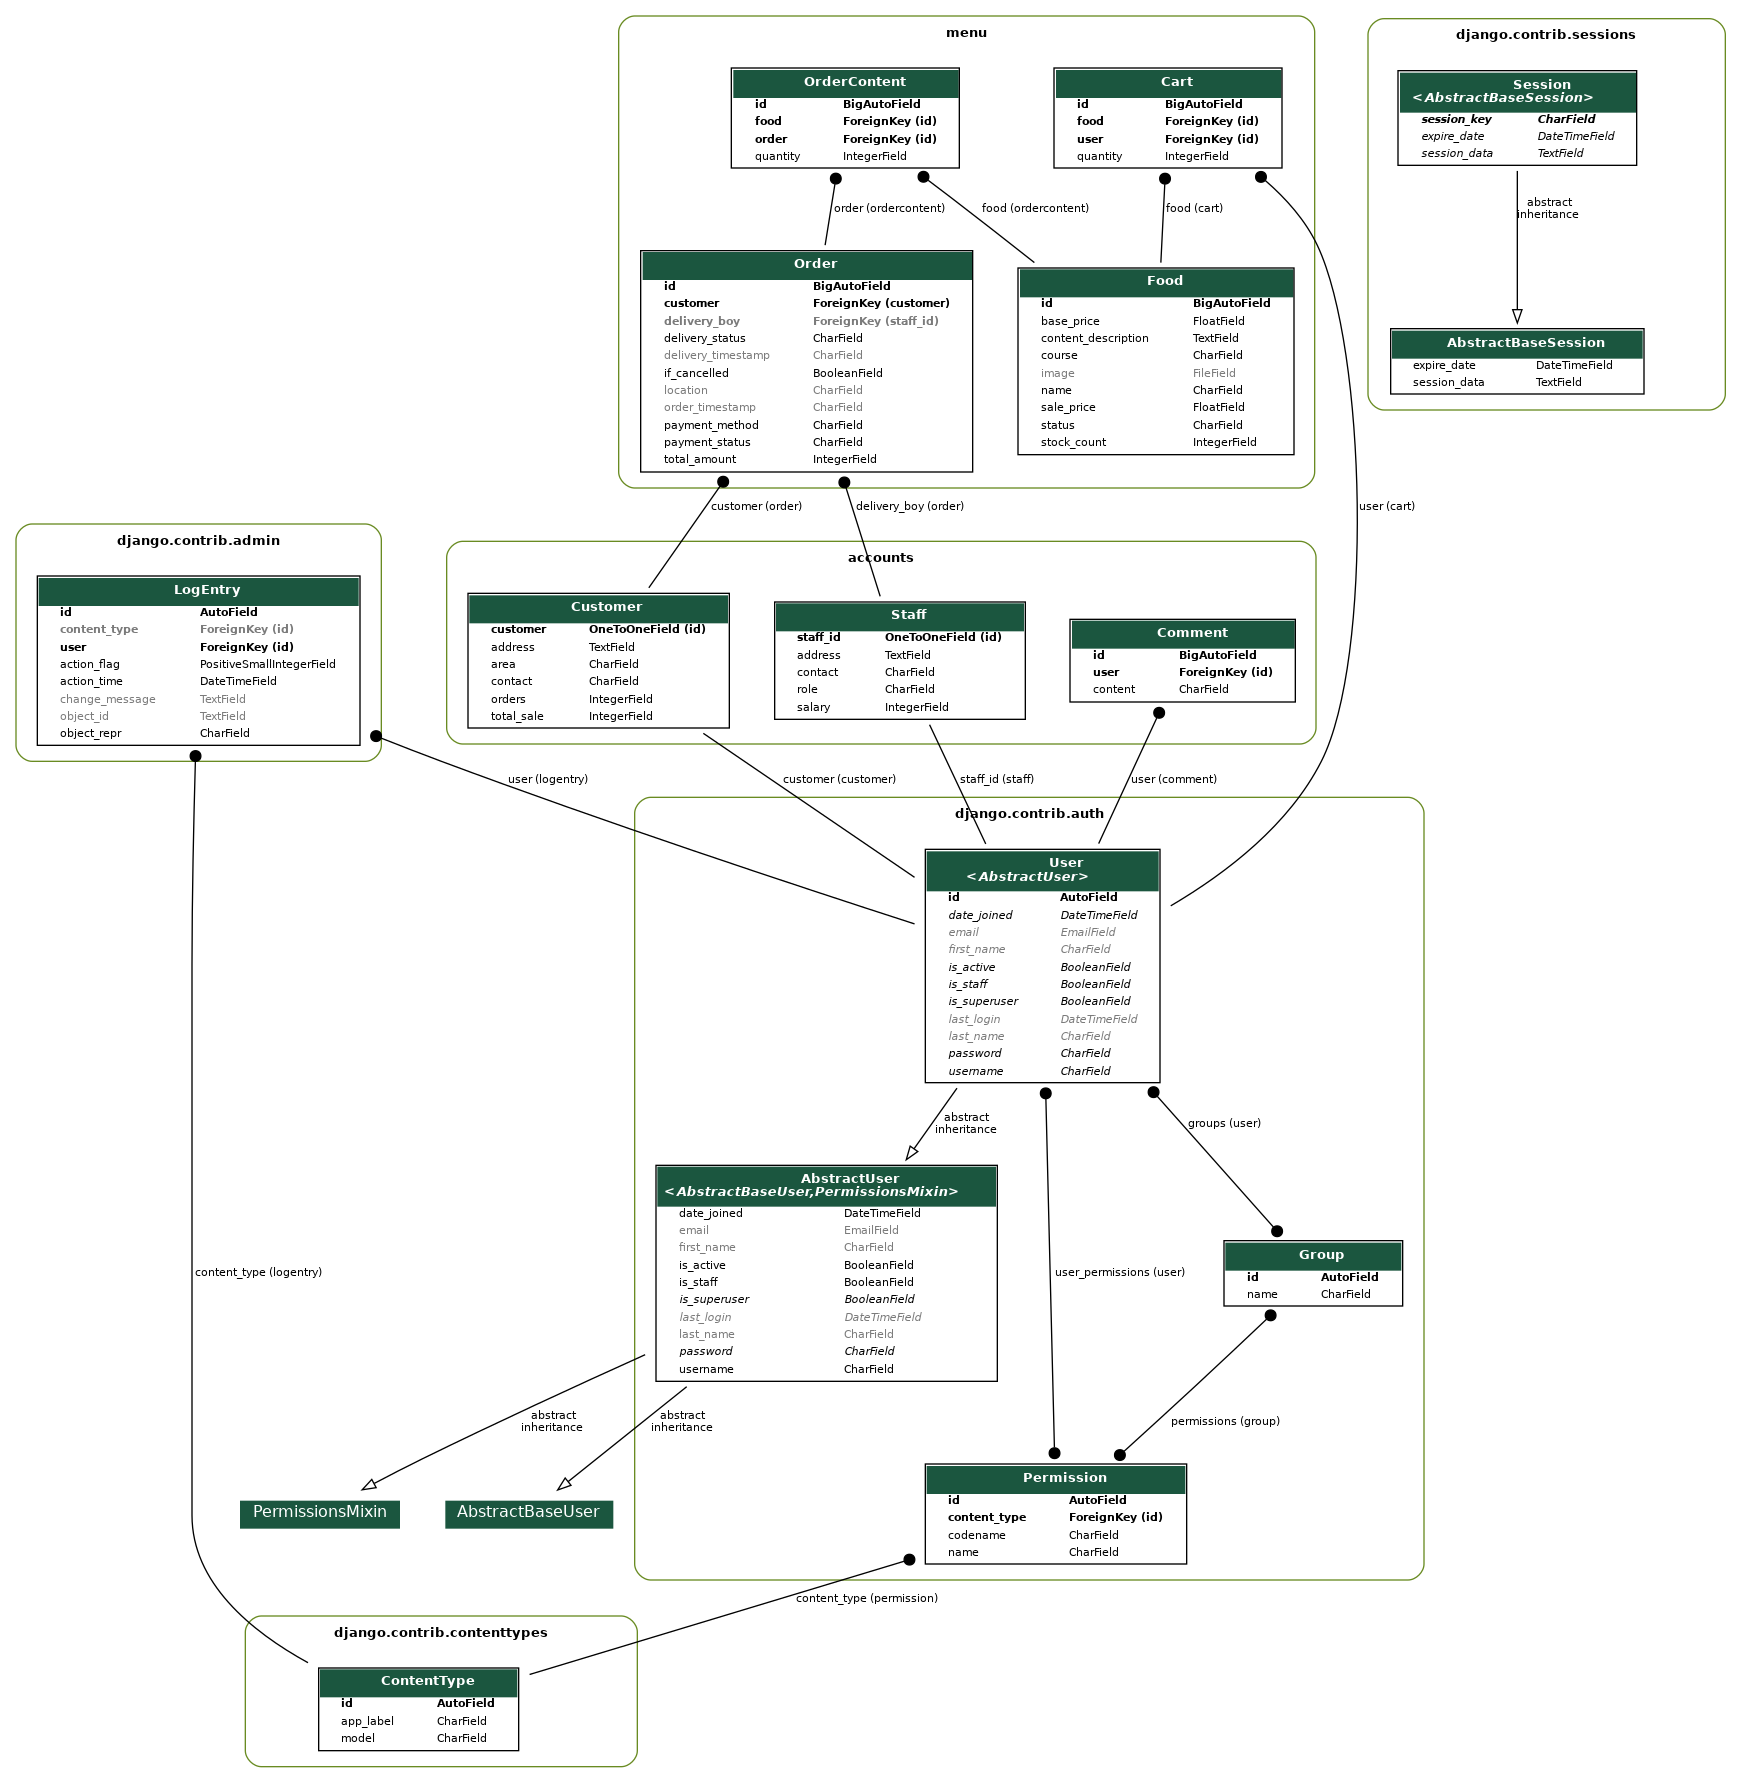 menu
OrderContent
id BigAutoField
food ForeignKey (id)
order ForeignKey (id)
quantity IntegerField
Cart
id BigAutoField
food ForeignKey (id)
user ForeignKey (id)
quantity IntegerField
order (ordercontent)
food (ordercontent)
food (cart)
Order
id BigAutoField
customer ForeignKey (customer)
delivery_boy ForeignKey (staff_id)
delivery_status CharField
delivery_timestamp CharField
if_cancelled BooleanField
location CharField
order_timestamp CharField
payment_method CharField
payment_status CharField
total_amount IntegerField
Food
id BigAutoField
base_price FloatField
content_description TextField
course CharField
image FileField
name CharField
sale_price FloatField
status CharField
stock_count IntegerField
django.contrib.sessions
Session
<AbstractBaseSession>
session_key CharField
expire_date DateTimeField
session_data TextField
abstract
inheritance
AbstractBaseSession
expire_date DateTimeField
session_data TextField
customer (order)
delivery_boy (order)
user (cart)
django.contrib.admin
LogEntry
id AutoField
content_type ForeignKey (id)
user ForeignKey (id)
action_flag PositiveSmallIntegerField
action_time DateTimeField
change_message TextField
object_id TextField
object_repr CharField
accounts
Customer
customer OneToOneField (id)
address TextField
area CharField
contact CharField
orders IntegerField
total_sale IntegerField
Staff
staff_id OneToOneField (id)
address TextField
contact CharField
role CharField
salary IntegerField
Comment
id BigAutoField
user ForeignKey (id)
content CharField
user (logentry)
customer (customer)
staff_id (staff)
user (comment)
django.contrib.auth
User
<AbstractUser>
id AutoField
date_joined DateTimeField
email EmailField
first_name CharField
is_active BooleanField
is_staff BooleanField
is_superuser BooleanField
last_login DateTimeField
last_name CharField
password CharField
username CharField
abstract
inheritance
groups (user)
AbstractUser
<AbstractBaseUser,PermissionsMixin>
date_joined DateTimeField
email EmailField
first_name CharField
is_active BooleanField
is_staff BooleanField
is_superuser BooleanField
last_login DateTimeField
last_name CharField
password CharField
username CharField
content_type (logentry)
user_permissions (user)
Group
id AutoField
name CharField
abstract
inheritance
abstract
inheritance
permissions (group)
PermissionsMixin
AbstractBaseUser
Permission
id AutoField
content_type ForeignKey (id)
codename CharField
name CharField
content_type (permission)
django.contrib.contenttypes
ContentType
id AutoField
app_label CharField
model CharField